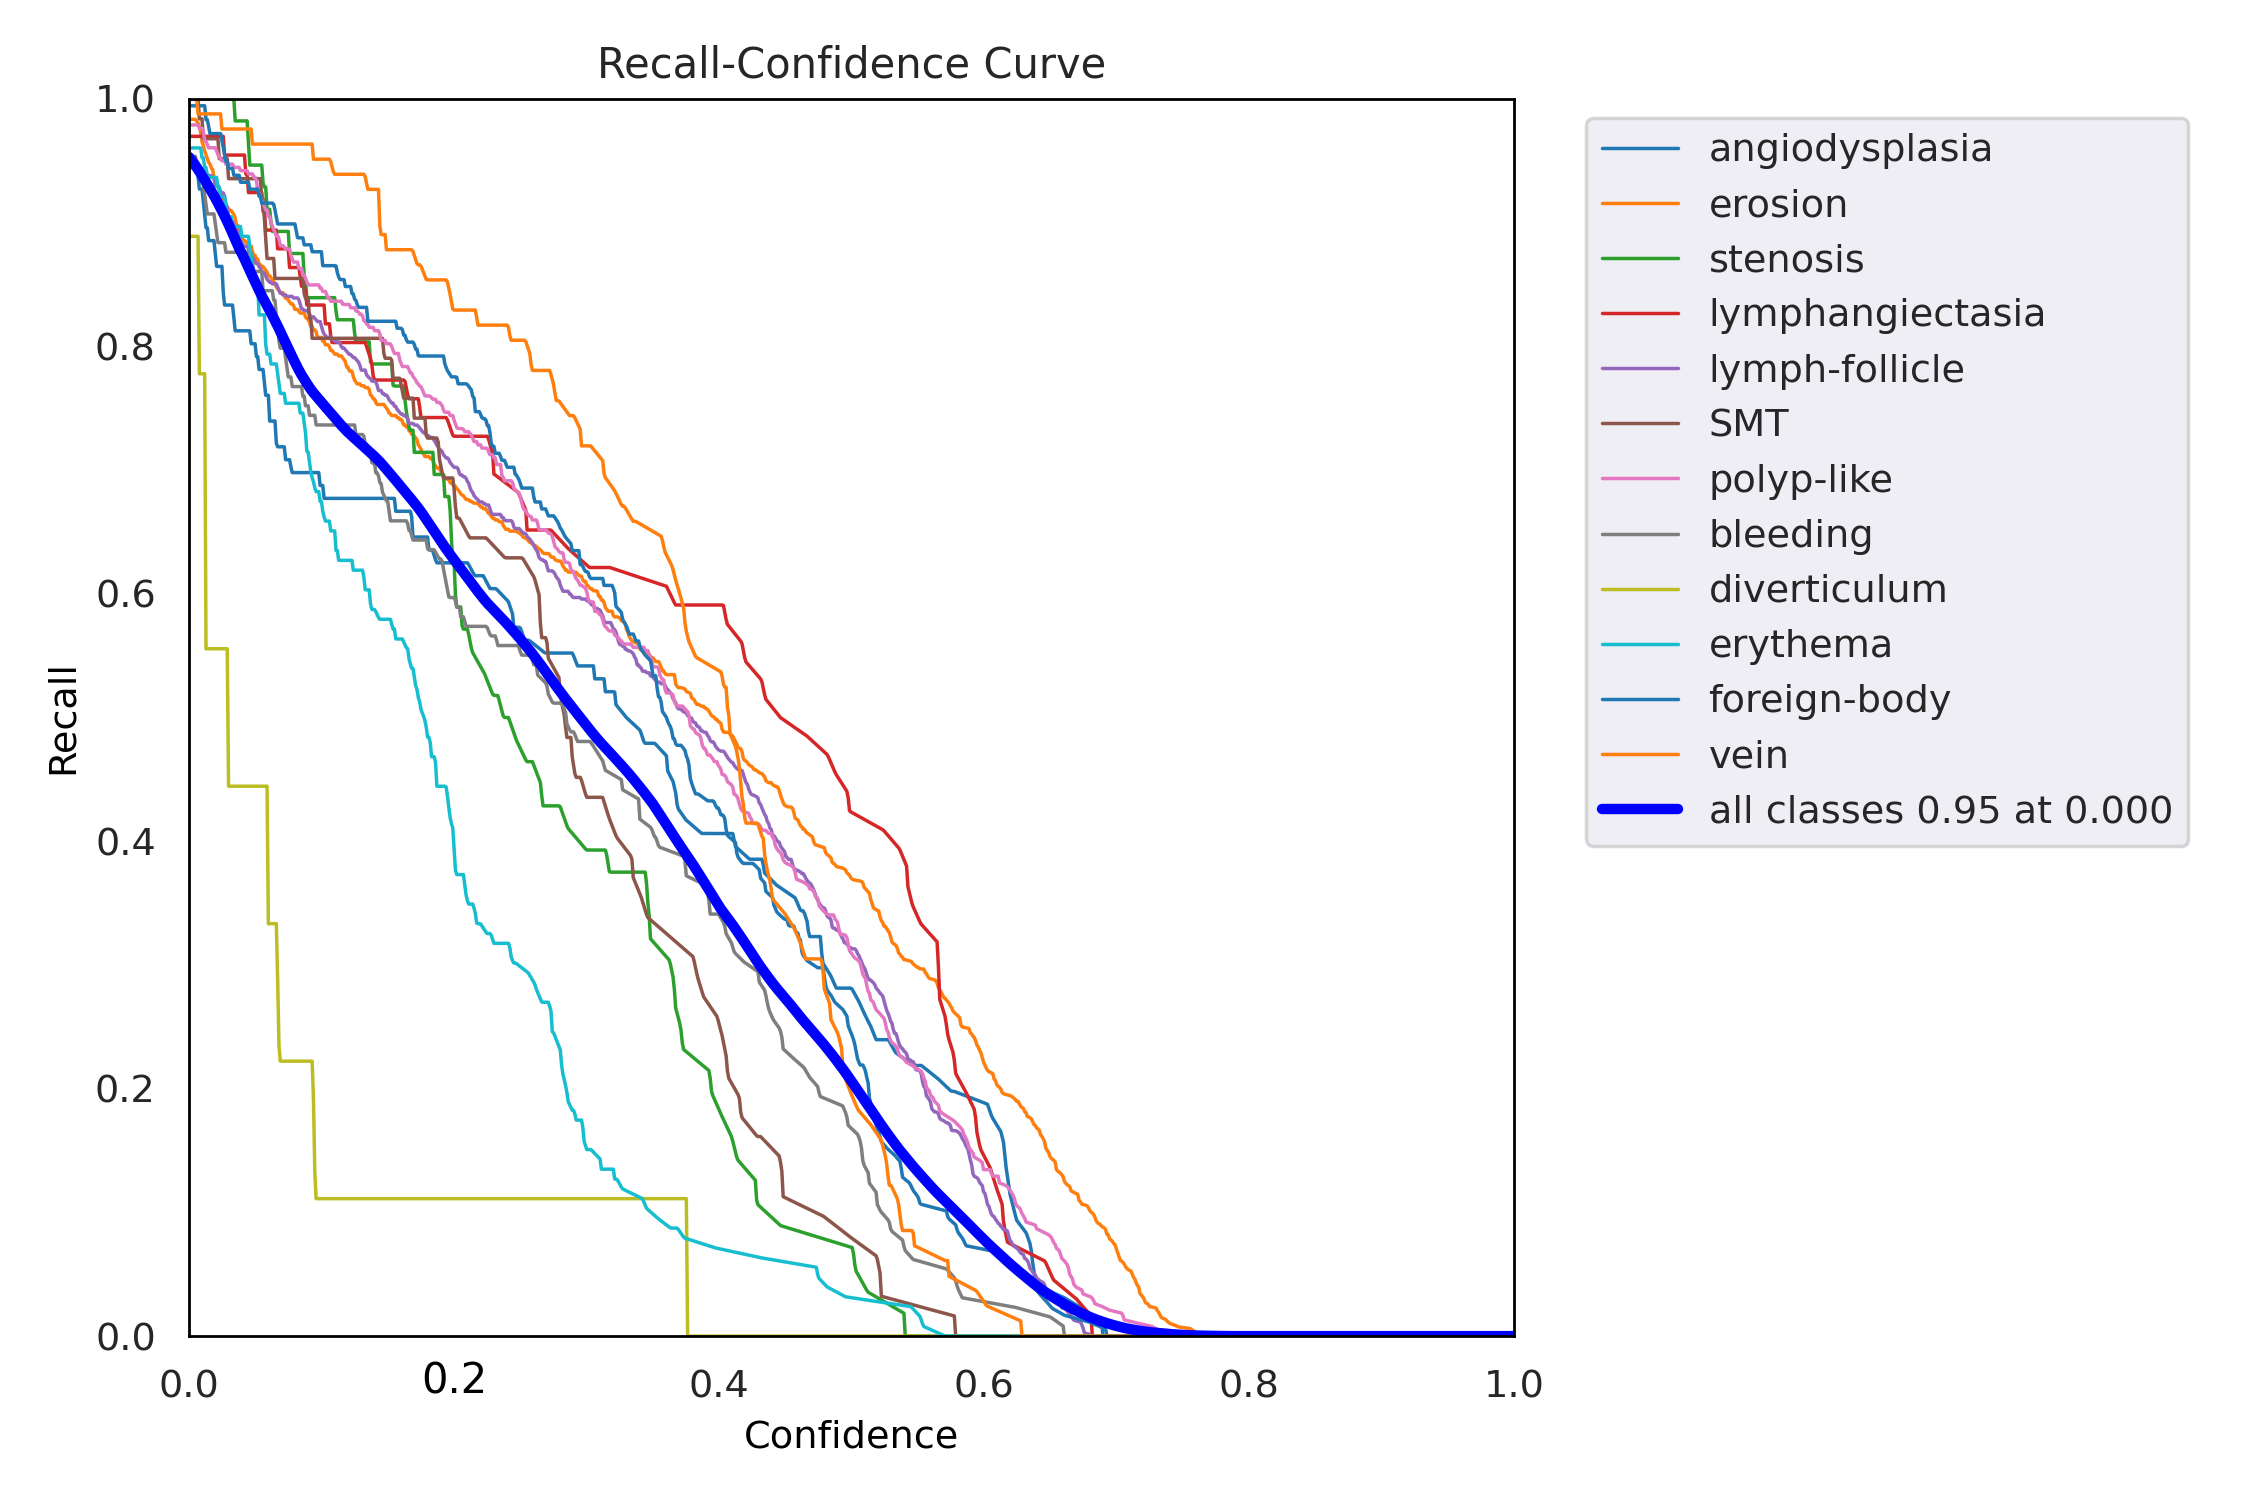 Recall-Confidence Curve
1.0
0.8
0.6
0.4
0.2
0.0
Recall
0.0 0.2 0.4 0.6 0.8 1.0
Confidence
angiodysplasia
erosion
stenosis
lymphangiectasia
lymph-follicle
SMT
polyp-like
bleeding
diverticulum
erythema
foreign-body
vein
all classes 0.95 at 0.000